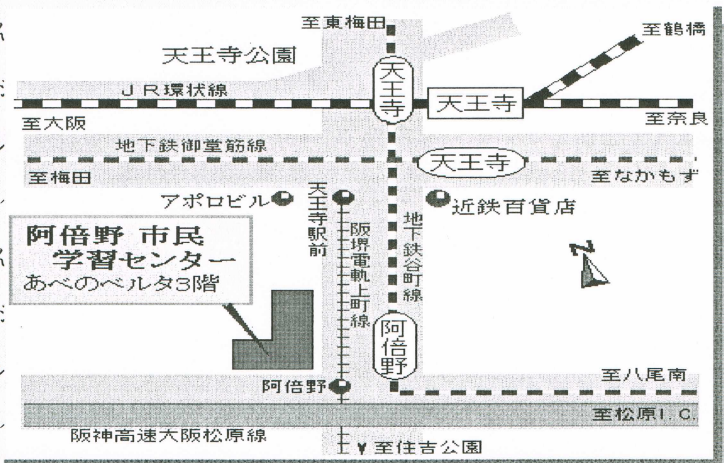 至東梅田
至鶴橋
天王寺公園
天王寺
JR環状線
天王寺
至大阪
至奈良
地下鉄御堂筋線
天王寺
至梅田
至なかもず
アポロビル
天王寺駅前
近鉄百貨店
阪堺電軌上町線
地下鉄谷町線
阿倍野 市民
学習センター
あべのベルタ3階
N
阿倍野
阿倍野
至八尾南
至松原I.C.
阪神高速大阪松原線
至住吉公園